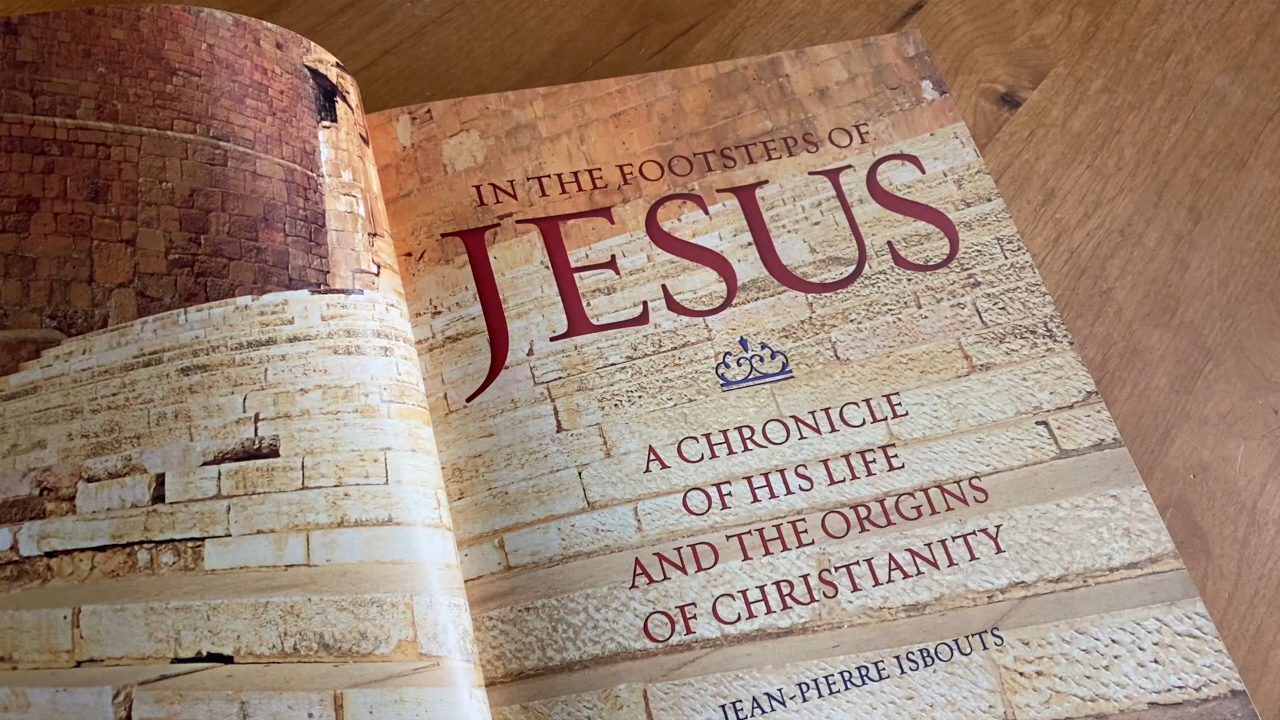 IN THE FOOTSTEPS OF
JESUS
A CHRONICLE
OF HIS LIFE
AND THE ORIGINS
OF CHRISTIANITY
JEAN-PIERRE ISBOUTS